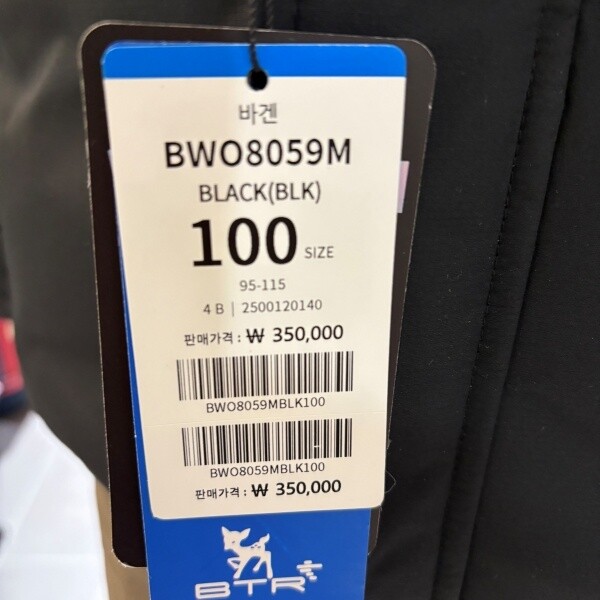 바겐
BWO8059M
BLACK(BLK)
100 SIZE
95-115
4 B | 2500120140
판매가격 : ₩ 350,000
BWO8059MBLK100
BWO8059MBLK100
판매가격 : ₩ 350,000
BTR